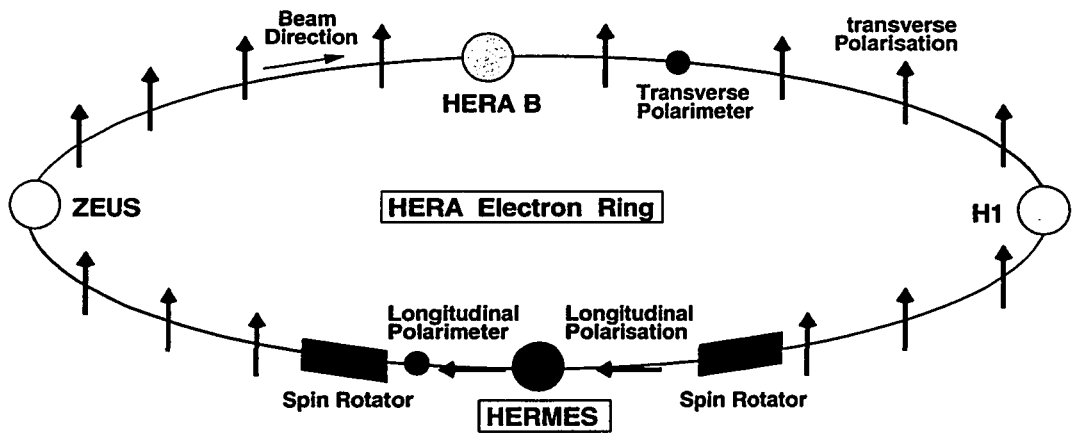 Beam
Direction
transverse
Polarisation
HERA B
Transverse
Polarimeter
ZEUS
HERA Electron Ring
H1
Longitudinal
Polarimeter
Longitudinal
Polarisation
Spin Rotator
HERMES
Spin Rotator